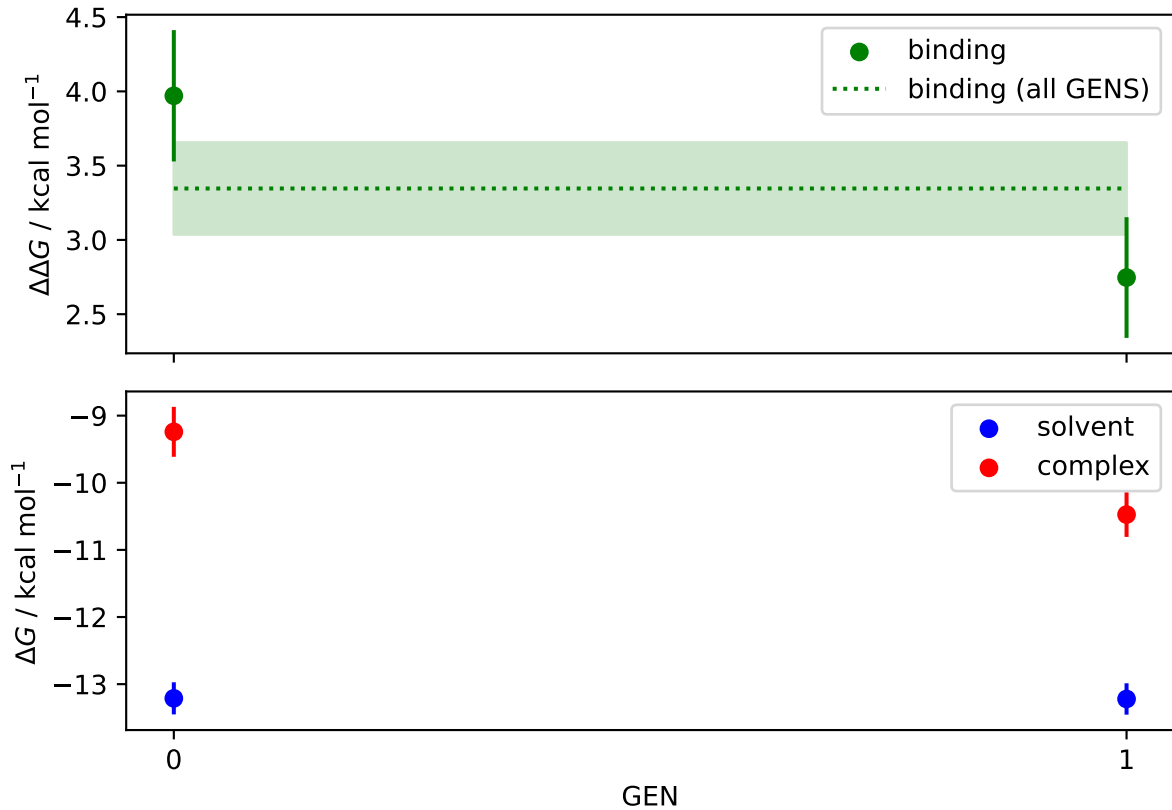 4.5
4.0
3.5
3.0
2.5
ΔΔG / kcal mol⁻¹
binding
binding (all GENS)
−9
−10
−11
−12
−13
ΔG / kcal mol⁻¹
solvent
complex
0
1
GEN